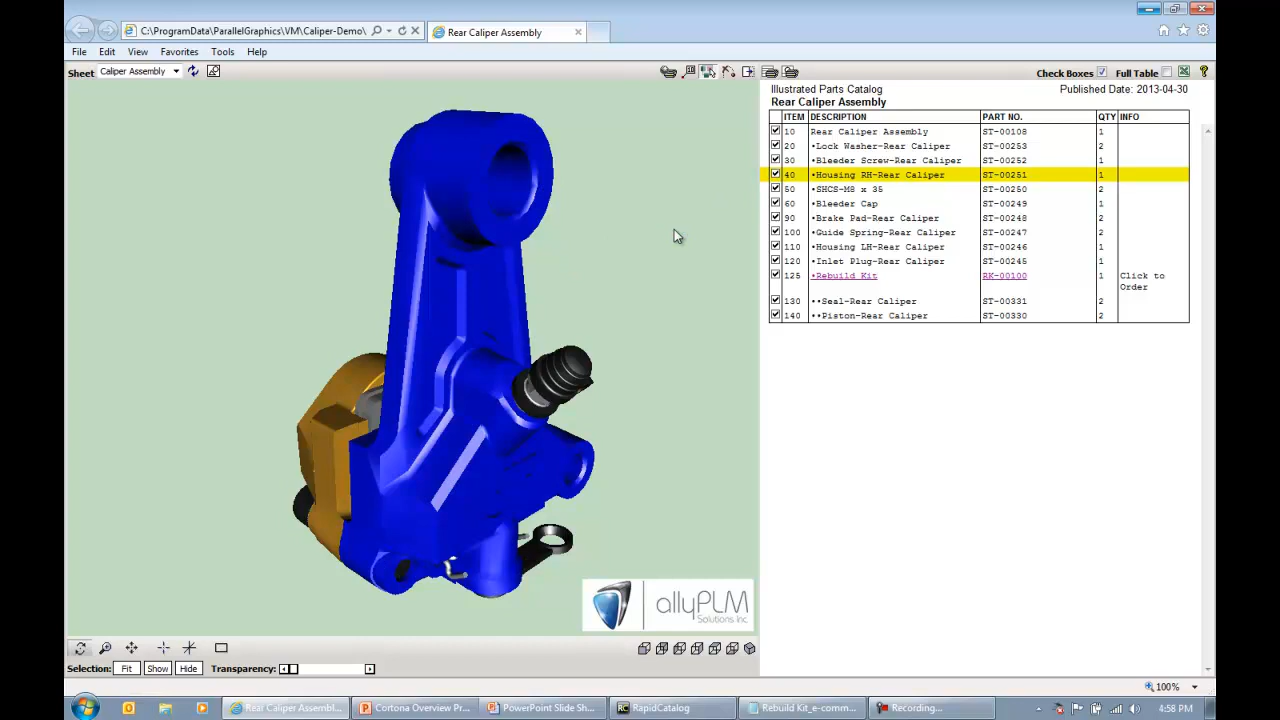 C:\ProgramData\ParallelGraphics\VM\Caliper-Demo\
Rear Caliper Assembly
File Edit View Favorites Tools Help
Sheet Caliper Assembly
Check Boxes Full Table
Illustrated Parts Catalog Published Date: 2013-04-30
Rear Caliper Assembly
ITEM DESCRIPTION PART NO. QTY INFO
10 Rear Caliper Assembly ST-00108 1
20 •Lock Washer-Rear Caliper ST-00253 2
30 •Bleeder Screw-Rear Caliper ST-00252 1
40 •Housing RH-Rear Caliper ST-00251 1
50 •SHCS-M8 x 35 ST-00250 2
60 •Bleeder Cap ST-00249 1
90 •Brake Pad-Rear Caliper ST-00248 2
100 •Guide Spring-Rear Caliper ST-00247 2
110 •Housing LH-Rear Caliper ST-00246 1
120 •Inlet Plug-Rear Caliper ST-00245 1
125 •Rebuild Kit RK-00100 1 Click to
Order
130 ••Seal-Rear Caliper ST-00331 2
140 ••Piston-Rear Caliper ST-00330 2
allyPLM
Solutions Inc.
Selection: Fit Show Hide Transparency:
100%
Rear Caliper Assembl... Cortona Overview Pr... PowerPoint Slide Sh... RapidCatalog Rebuild Kit_e-comm... Recording... 4:58 PM